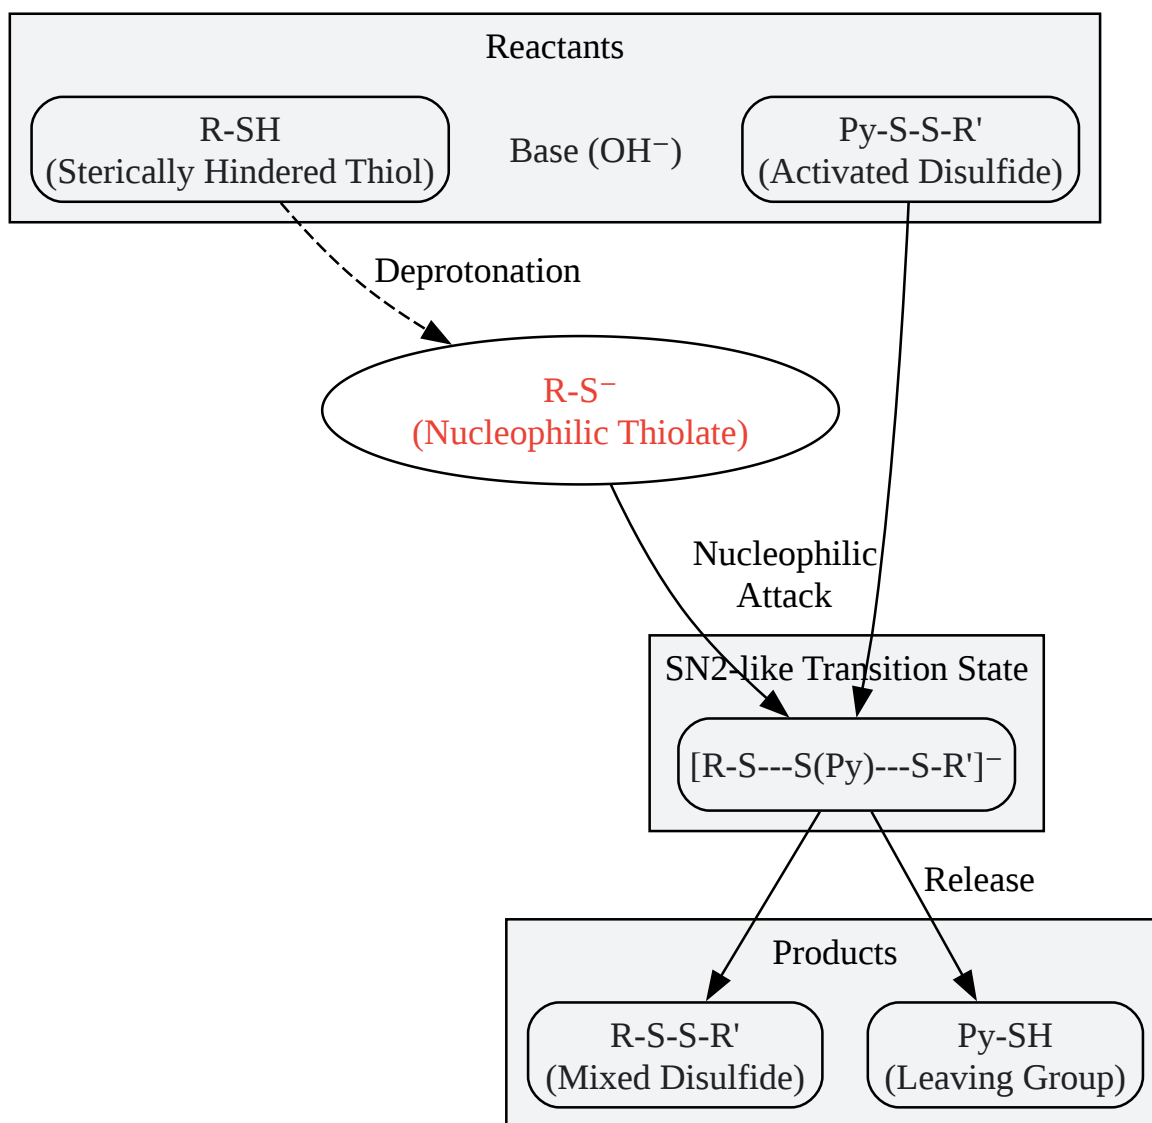 Reactants
R-SH
(Sterically Hindered Thiol)
Base (OH⁻)
Py-S-S-R'
(Activated Disulfide)
Deprotonation
R-S⁻
(Nucleophilic Thiolate)
Nucleophilic
Attack
SN2-like Transition State
[R-S---S(Py)---S-R']⁻
Release
Products
R-S-S-R'
(Mixed Disulfide)
Py-SH
(Leaving Group)